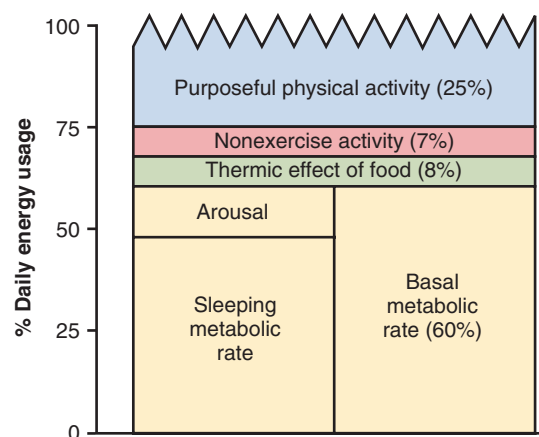 % Daily energy usage
100
75
50
25
0
Purposeful physical activity (25%)
Nonexercise activity (7%)
Thermic effect of food (8%)
Arousal
Sleeping
metabolic
rate
Basal
metabolic
rate (60%)